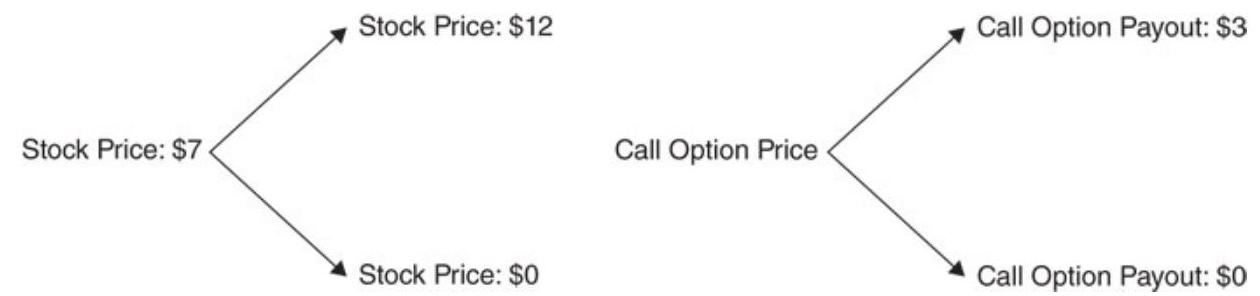 Stock Price: $12
Call Option Payout: $3
Stock Price: $7
Call Option Price
Stock Price: $0
Call Option Payout: $0